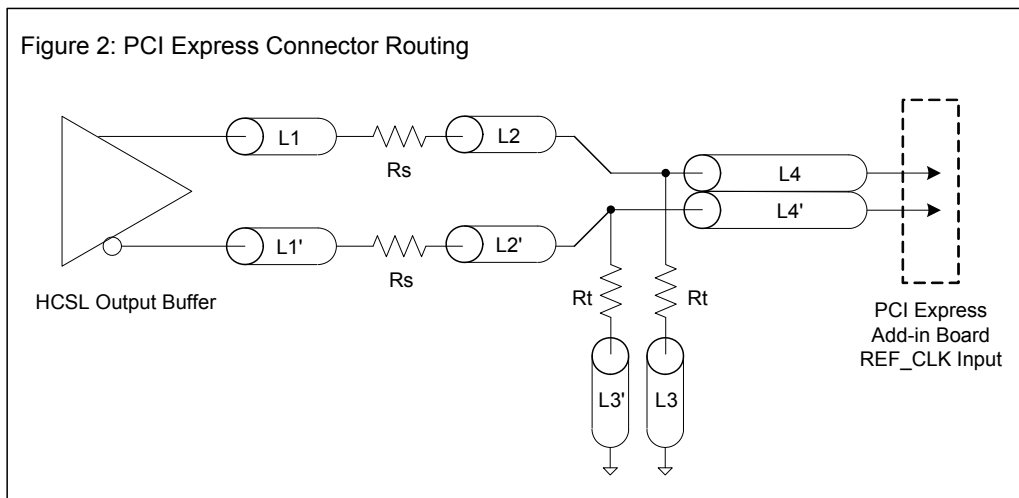 Figure 2: PCI Express Connector Routing
L1
Rs
L2
L4
L4'
L1'
Rs
L2'
HCSL Output Buffer
Rt
Rt
L3'
L3
PCI Express
Add-in Board
REF_CLK Input